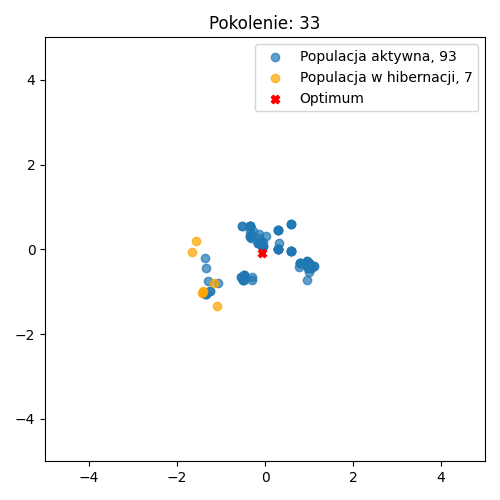 Pokolenie: 33
Populacja aktywna, 93
Populacja w hibernacji, 7
Optimum
4
2
0
−2
−4
−4
−2
0
2
4